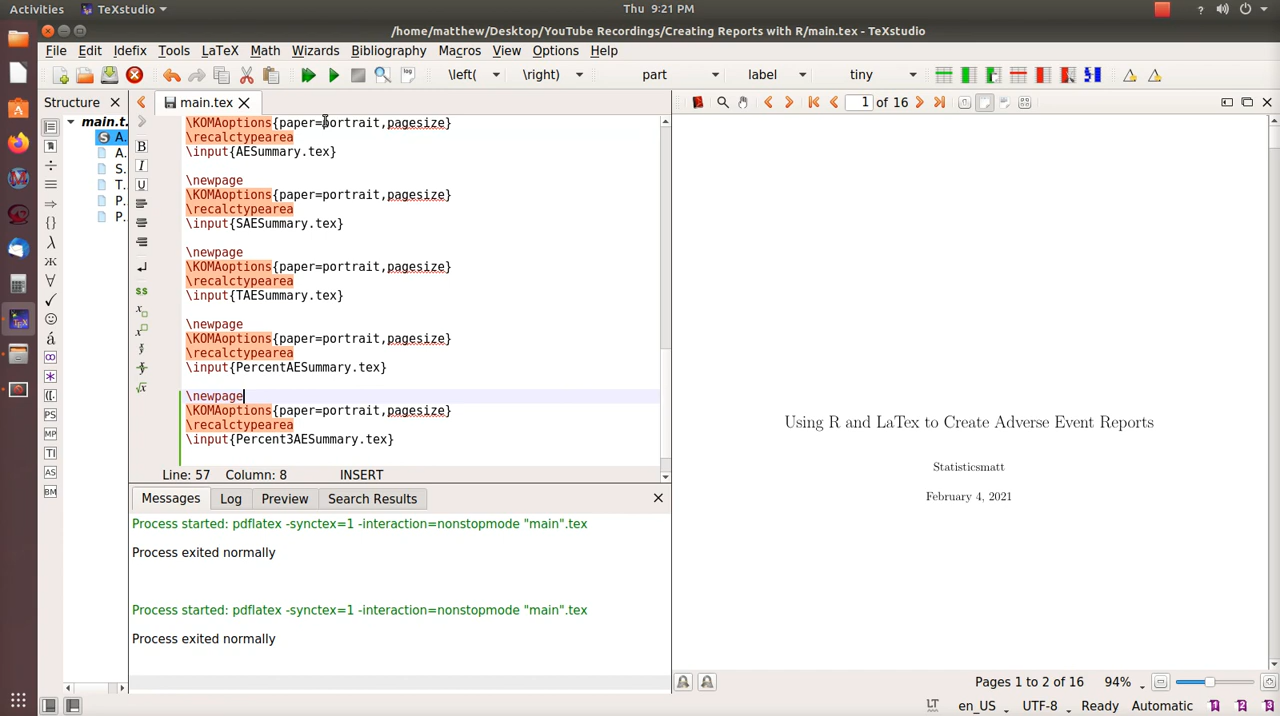 Activities
TeXstudio
Thu 9:21 PM
/home/matthew/Desktop/YouTube Recordings/Creating Reports with R/main.tex - TeXstudio
File Edit Idefix Tools LaTeX Math Wizards Bibliography Macros View Options Help
\left( \right) part label tiny
Structure
main.tex
1 of 16
main.t...
A.
A.
S.
T.
P.
P.
\KOMAoptions{paper=portrait,pagesize}
\recalctypearea
\input{AESummary.tex}
\newpage
\KOMAoptions{paper=portrait,pagesize}
\recalctypearea
\input{SAESummary.tex}
\newpage
\KOMAoptions{paper=portrait,pagesize}
\recalctypearea
\input{TAESummary.tex}
\newpage
\KOMAoptions{paper=portrait,pagesize}
\recalctypearea
\input{PercentAESummary.tex}
\newpage
\KOMAoptions{paper=portrait,pagesize}
\recalctypearea
\input{Percent3AESummary.tex}
Line: 57 Column: 8 INSERT
Messages Log Preview Search Results
Process started: pdflatex -synctex=1 -interaction=nonstopmode "main".tex
Process exited normally
Process started: pdflatex -synctex=1 -interaction=nonstopmode "main".tex
Process exited normally
Using R and LaTex to Create Adverse Event Reports
Statisticsmatt
February 4, 2021
Pages 1 to 2 of 16 94%
LT en_US UTF-8 Ready Automatic 1 2 3